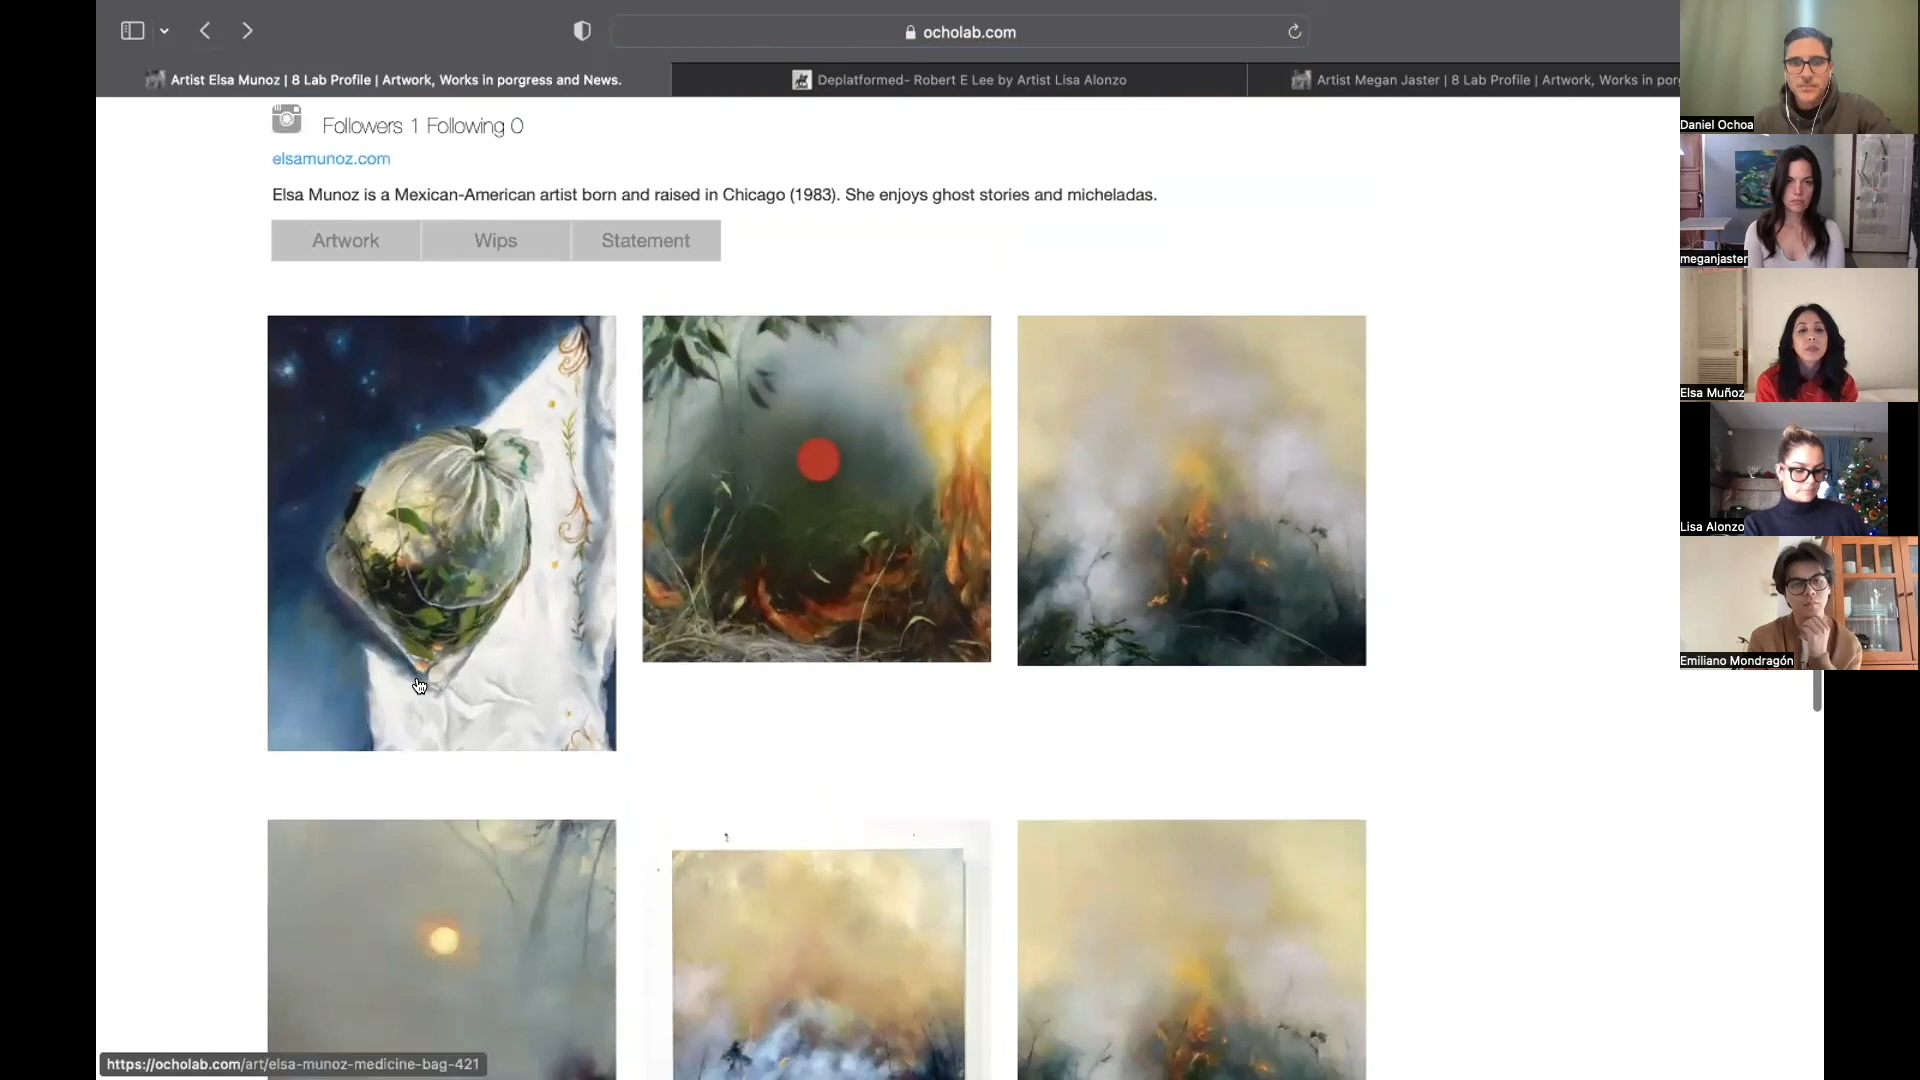 ocholab.com
Artist Elsa Munoz | 8 Lab Profile | Artwork, Works in porgress and News.
Deplatformed- Robert E Lee by Artist Lisa Alonzo
Artist Megan Jaster | 8 Lab Profile | Artwork, Works in porg
Followers 1 Following 0
elsamunoz.com
Elsa Munoz is a Mexican-American artist born and raised in Chicago (1983). She enjoys ghost stories and micheladas.
Artwork
Wips
Statement
Daniel Ochoa
meganjaster
Elsa Muñoz
Lisa Alonzo
Emiliano Mondragón
https://ocholab.com/art/elsa-munoz-medicine-bag-421